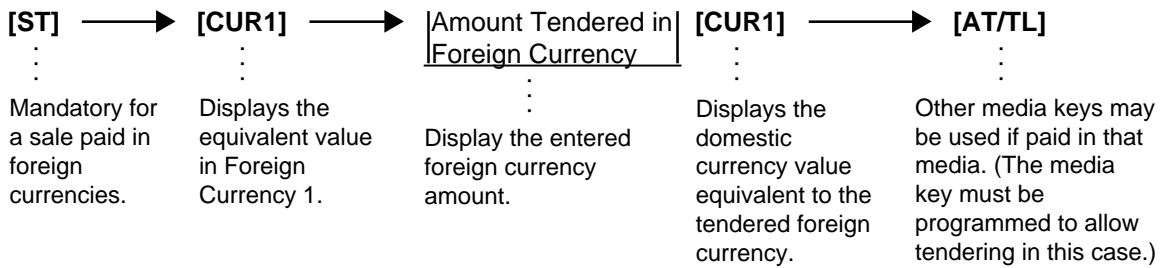 [ST] [CUR1] Amount Tendered in [CUR1] [AT/TL]
Foreign Currency
Mandatory for
a sale paid in
foreign
currencies.
Displays the
equivalent value
in Foreign
Currency 1.
Display the entered
foreign currency
amount.
Displays the
domestic
currency value
equivalent to the
tendered foreign
currency.
Other media keys may
be used if paid in that
media. (The media
key must be
programmed to allow
tendering in this case.)